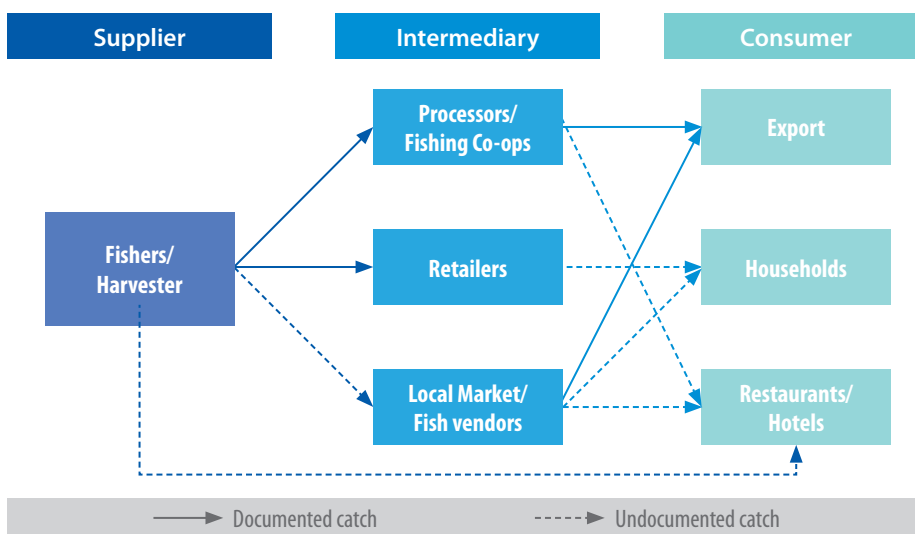 Supplier
Intermediary
Consumer
Processors/
Fishing Co-ops
Export
Fishers/
Harvester
Retailers
Households
Local Market/
Fish vendors
Restaurants/
Hotels
Documented catch
Undocumented catch